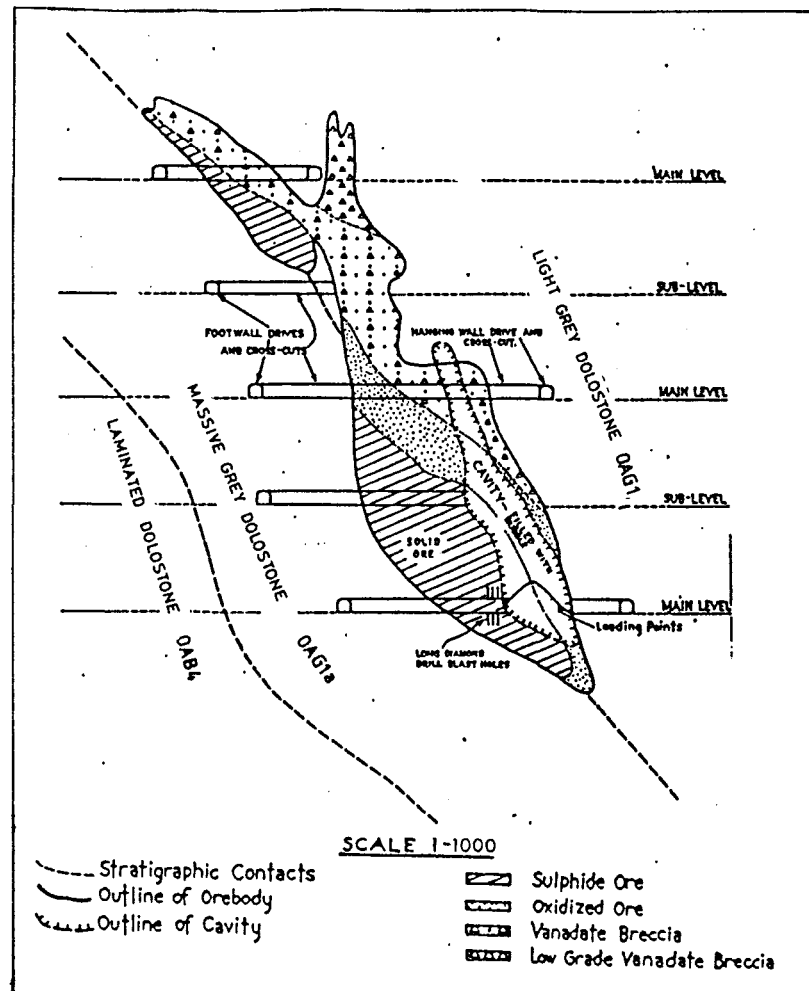 MAIN LEVEL
SUB-LEVEL
LIGHT GREY DOLOSTONE OAG1
FOOTWALL DRIVES
AND CROSS-CUTS
HANGING WALL DRIVE AND
CROSS-CUT.
MAIN LEVEL
MASSIVE GREY DOLOSTONE OAG1a
LAMINATED DOLOSTONE OAB4
CAVITY-FILLED WITH
SUB-LEVEL
SOLID
ORE
MAIN LEVEL
Loading Points
LONG DIAMOND
DRILL BLAST HOLES
SCALE 1-1000
Stratigraphic Contacts
Outline of Orebody
Outline of Cavity
Sulphide Ore
Oxidized Ore
Vanadate Breccia
Low Grade Vanadate Breccia